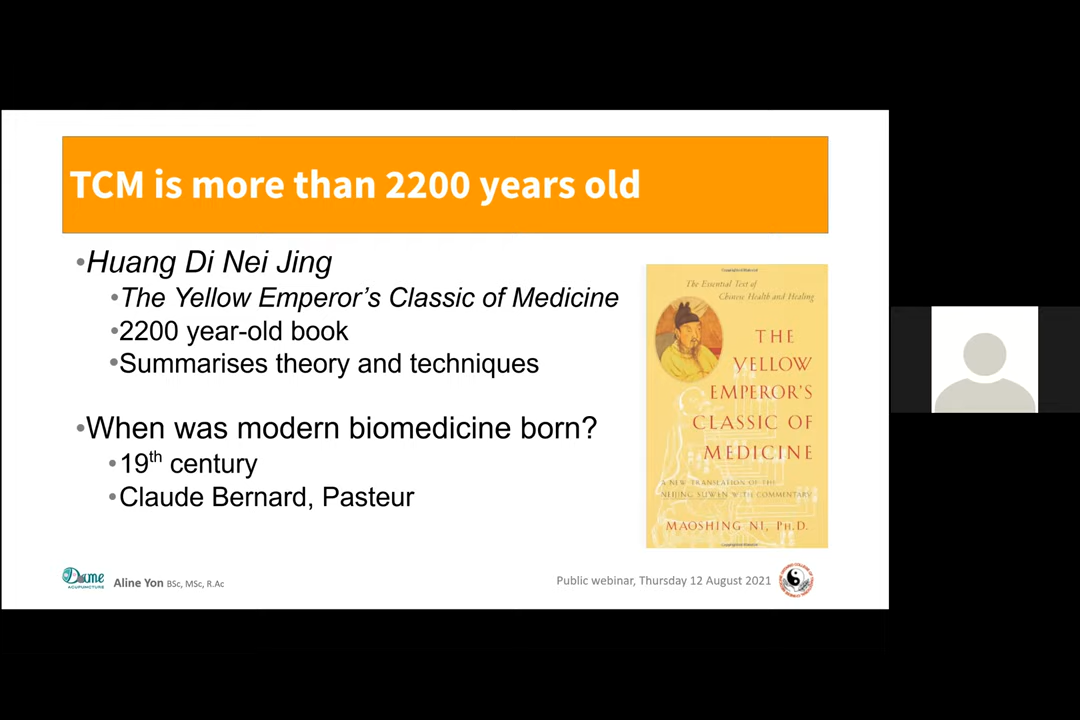 TCM is more than 2200 years old
•Huang Di Nei Jing
•The Yellow Emperor's Classic of Medicine
•2200 year-old book
•Summarises theory and techniques
•When was modern biomedicine born?
•19th century
•Claude Bernard, Pasteur
The Essential Text of
Chinese Health and Healing
THE
YELLOW
EMPEROR'S
CLASSIC OF
MEDICINE
A NEW TRANSLATION OF THE
NEIJING SUWEN WITH COMMENTARY
MAOSHING NI, PH.D.
Dome
ACUPUNCTURE
Aline Yon BSc, MSc, R.Ac
Public webinar, Thursday 12 August 2021